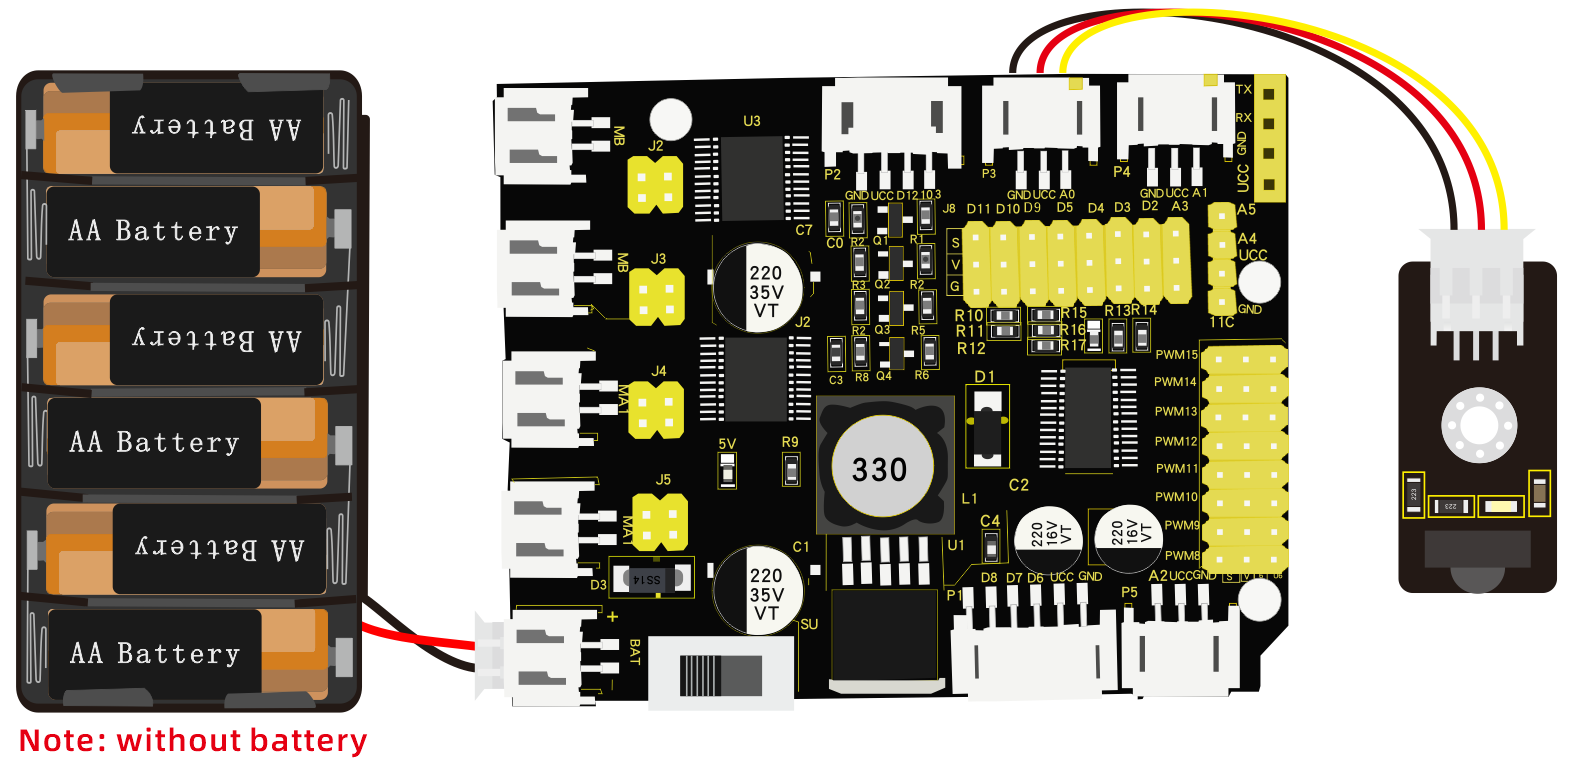 AA Battery
AA Battery
AA Battery
AA Battery
AA Battery
AA Battery
Note: without battery
MB
J2
U3
C7
MB
J3
220
35V
VT
J2
MA1
J4
5V
R9
MA1
J5
C1
D3
SS14
220
35V
VT
SU
+
BAT
P2
GND UCC D12 103
P3
GND UCC A0
P4
GND UCC A1
TX
RX
GND
UCC
C0
R2
Q1
R1
J8
D11 D10 D9 D5 D4 D3 D2 A3
S
V
G
A5
A4
UCC
GND
11C
R3
Q2
R2
R2
Q3
R5
C3
R8
Q4
R6
R10
R11
R12
R15
R16
R17
R13
R14
D1
330
L1
C2
C4
U1
220
16V
VT
220
16V
VT
PWM15
PWM14
PWM13
PWM12
PWM11
PWM10
PWM9
PWM8
P1
D8 D7 D6 UCC GND
P5
A2 UCC GND
S V G U6
223
223